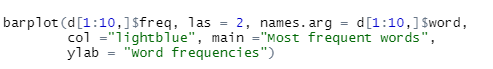 barplot(d[1:10,]$freq, las = 2, names.arg = d[1:10,]$word,
col ="lightblue", main ="Most frequent words",
ylab = "word frequencies")